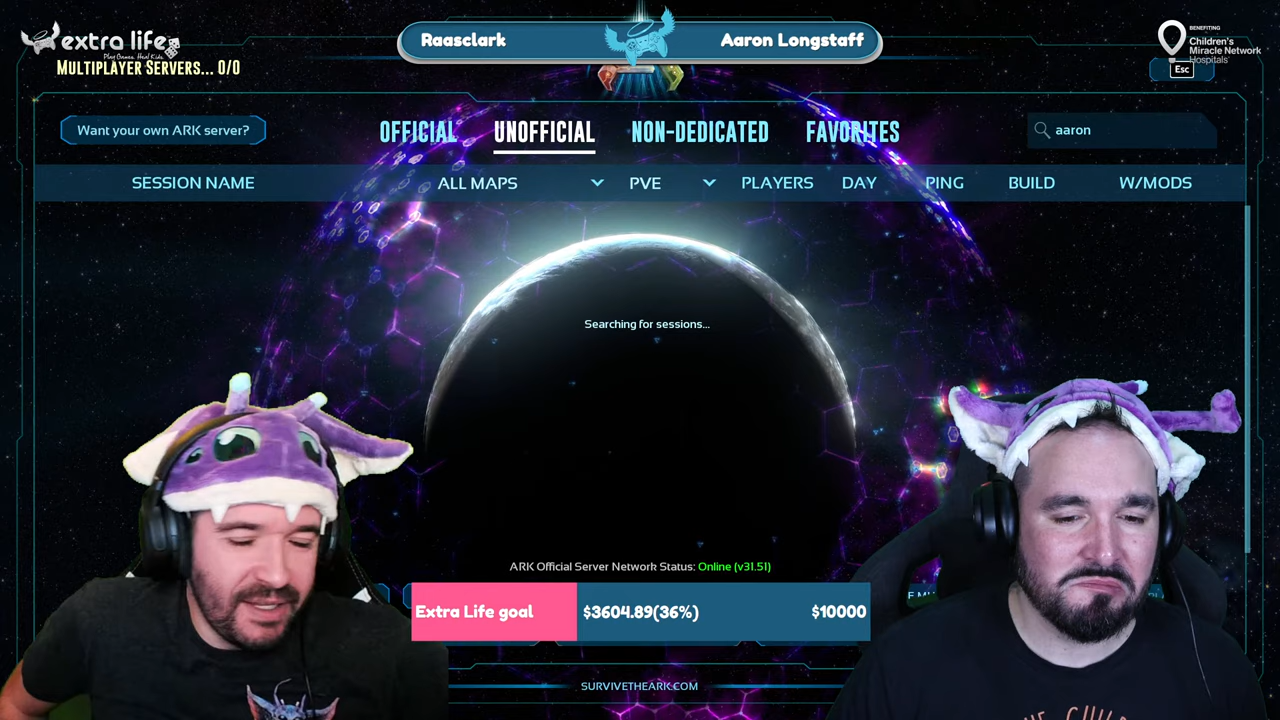 extra life
Play Games. Heal Kids.
MULTIPLAYER SERVERS... 0/0
Raasclark
Aaron Longstaff
BENEFITING
Children's
Miracle Network
Hospitals
Esc
Want your own ARK server?
OFFICIAL UNOFFICIAL NON-DEDICATED FAVORITES
aaron
SESSION NAME ALL MAPS PVE PLAYERS DAY PING BUILD W/MODS
Searching for sessions...
ARK Official Server Network Status: Online (v31.51)
Extra Life goal $3604.89(36%) $10000
SURVIVETHEARK.COM